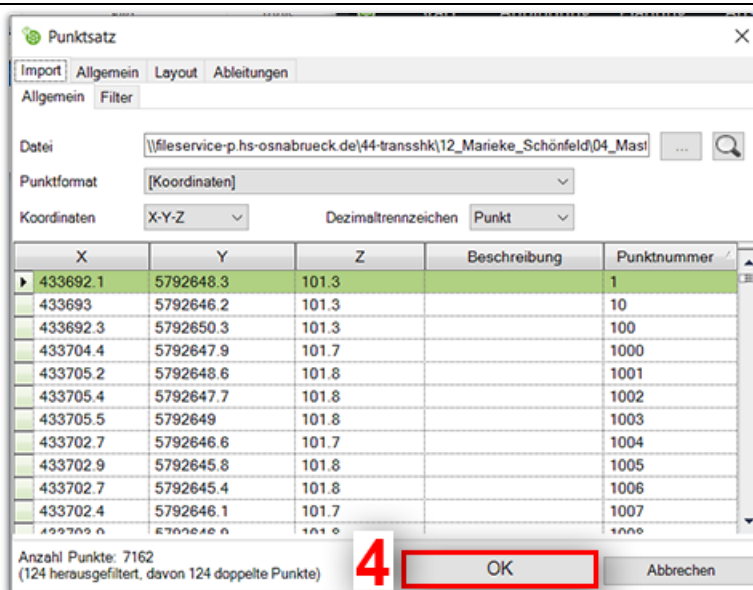 Punktsatz
Import Allgemein Layout Ableitungen
Allgemein Filter
Datei \\fileservice-p.hs-osnabrueck.de\44-transshk\12_Marieke_Schönfeld\04_Mast ...
Punktformat [Koordinaten]
Koordinaten X-Y-Z Dezimaltrennzeichen Punkt
X Y Z Beschreibung Punktnummer
433692.1 5792648.3 101.3 1
433693 5792646.2 101.3 10
433692.3 5792650.3 101.3 100
433704.4 5792647.9 101.7 1000
433705.2 5792648.6 101.8 1001
433705.4 5792647.7 101.8 1002
433705.5 5792649 101.8 1003
433702.7 5792646.6 101.7 1004
433702.9 5792645.8 101.8 1005
433702.7 5792645.4 101.8 1006
433702.4 5792646.1 101.7 1007
Anzahl Punkte: 7162
(124 herausgefiltert, davon 124 doppelte Punkte)
4 OK Abbrechen